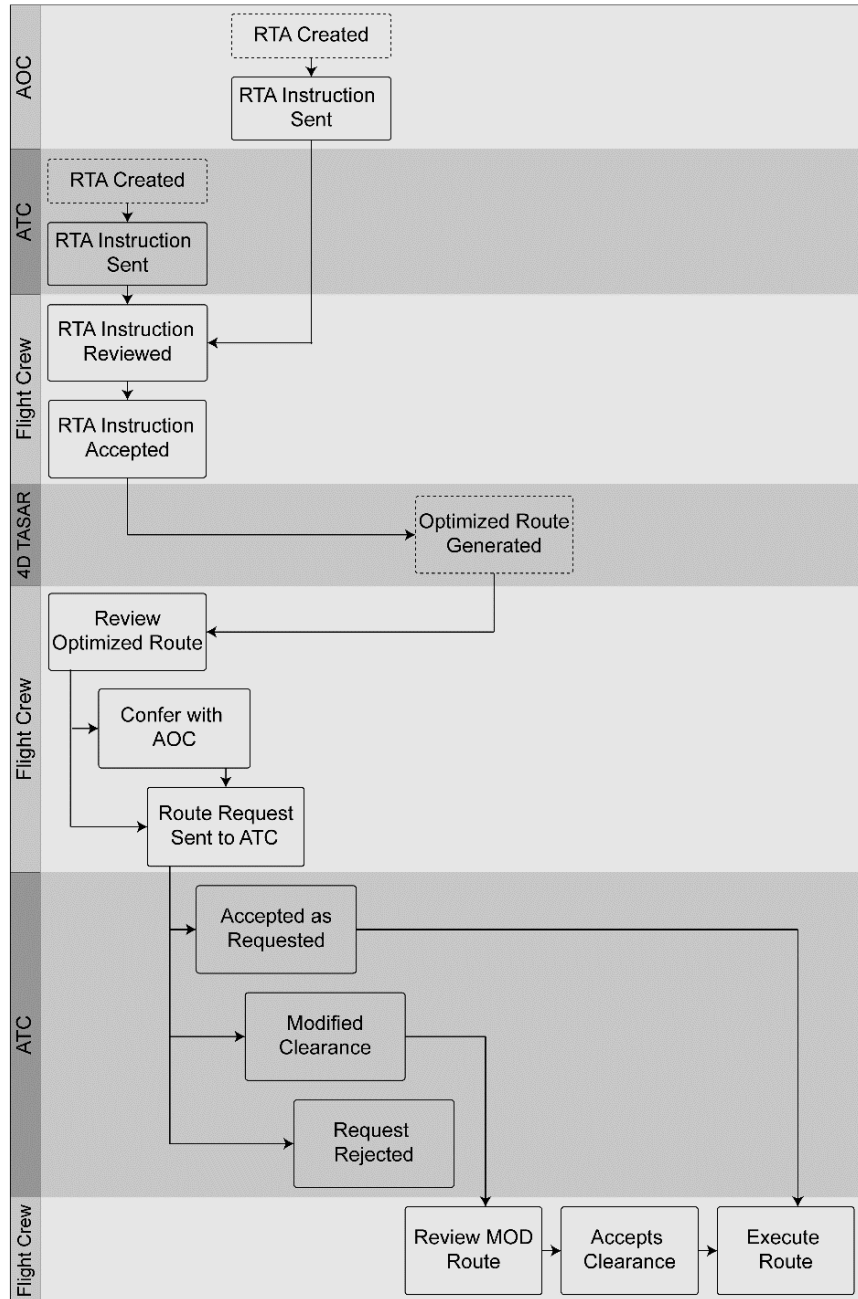 AOC
RTA Created
RTA Instruction
Sent
ATC
RTA Created
RTA Instruction
Sent
Flight Crew
RTA Instruction
Reviewed
RTA Instruction
Accepted
4D TASAR
Optimized Route
Generated
Flight Crew
Review
Optimized Route
Confer with
AOC
Route Request
Sent to ATC
ATC
Accepted as
Requested
Modified
Clearance
Request
Rejected
Flight Crew
Review MOD
Route
Accepts
Clearance
Execute
Route